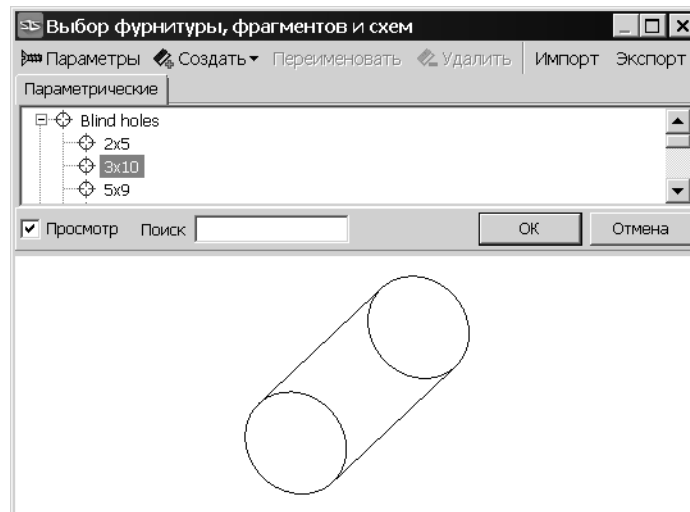 Выбор фурнитуры, фрагментов и схем
Параметры Создать Переименовать Удалить Импорт Экспорт
Параметрические
Blind holes
2x5
3x10
5x9
Просмотр Поиск ОК Отмена